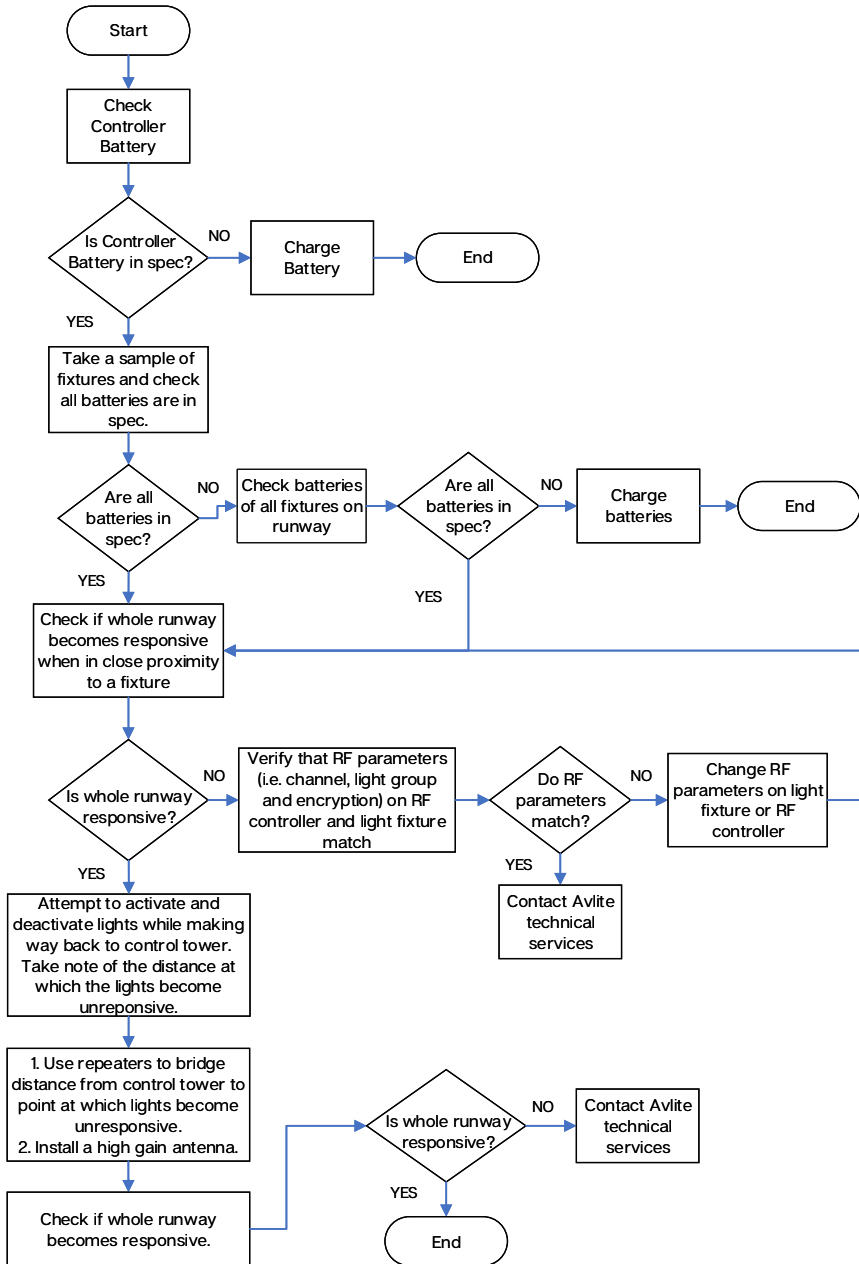 Start
Check
Controller
Battery
Is Controller
Battery in spec?
NO
Charge
Battery
End
YES
Take a sample of
fixtures and check
all batteries are in
spec.
Are all
batteries in
spec?
NO
Check batteries
of all fixtures on
runway
Are all
batteries in
spec?
NO
Charge
batteries
End
YES
YES
Check if whole runway
becomes responsive
when in close proximity
to a fixture
Is whole runway
responsive?
NO
Verify that RF parameters
(i.e. channel, light group
and encryption) on RF
controller and light fixture
match
Do RF
parameters
match?
NO
Change RF
parameters on light
fixture or RF
controller
YES
Contact Avlite
technical
services
YES
Attempt to activate and
deactivate lights while making
way back to control tower.
Take note of the distance at
which the lights become
unreponsive.
1. Use repeaters to bridge
distance from control tower to
point at which lights become
unresponsive.
2. Install a high gain antenna.
Check if whole runway
becomes responsive.
Is whole runway
responsive?
NO
Contact Avlite
technical
services
YES
End